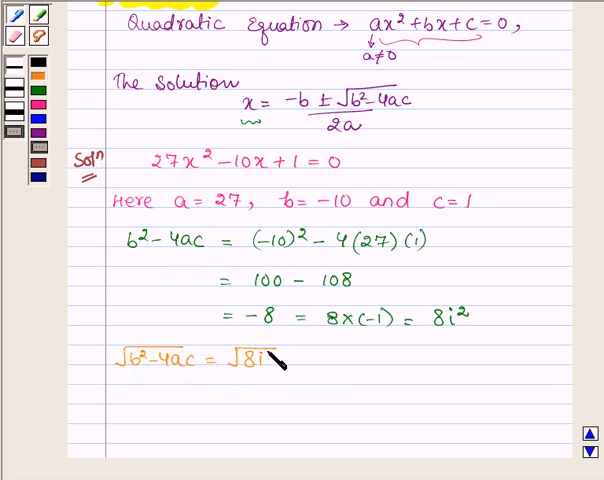 Quadratic Equation → ax² + bx + c = 0,
a≠0
The Solution
x = -b ± √b² - 4ac
2a
Solⁿ
27x² - 10x + 1 = 0
Here a = 27, b = -10 and c = 1
b² - 4ac = (-10)² - 4(27)(1)
= 100 - 108
= -8 = 8×(-1) = 8i²
√b² - 4ac = √8i